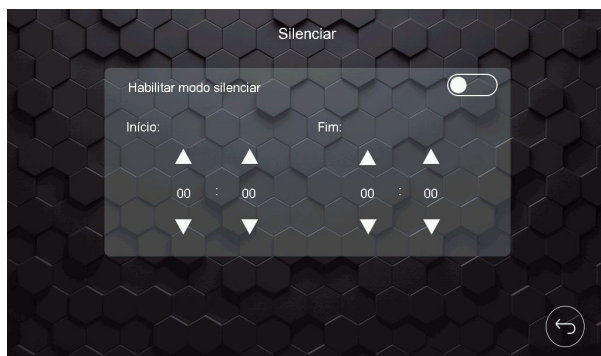 Silenciar
Habilitar modo silenciar
Início: Fim:
00 : 00 00 : 00